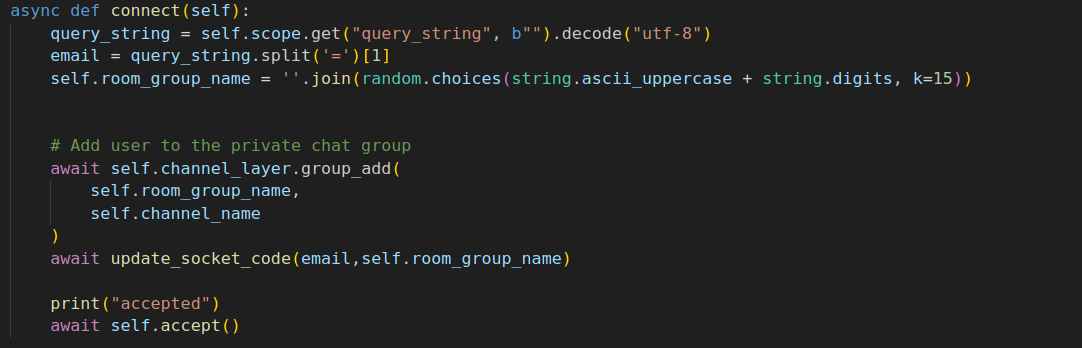 async def connect(self):
    query_string = self.scope.get("query_string", b"").decode("utf-8")
    email = query_string.split('=')[1]
    self.room_group_name = ''.join(random.choices(string.ascii_uppercase + string.digits, k=15))
    # Add user to the private chat group
    await self.channel_layer.group_add(
        self.room_group_name,
        self.channel_name
    )
    await update_socket_code(email,self.room_group_name)
    print("accepted")
    await self.accept()